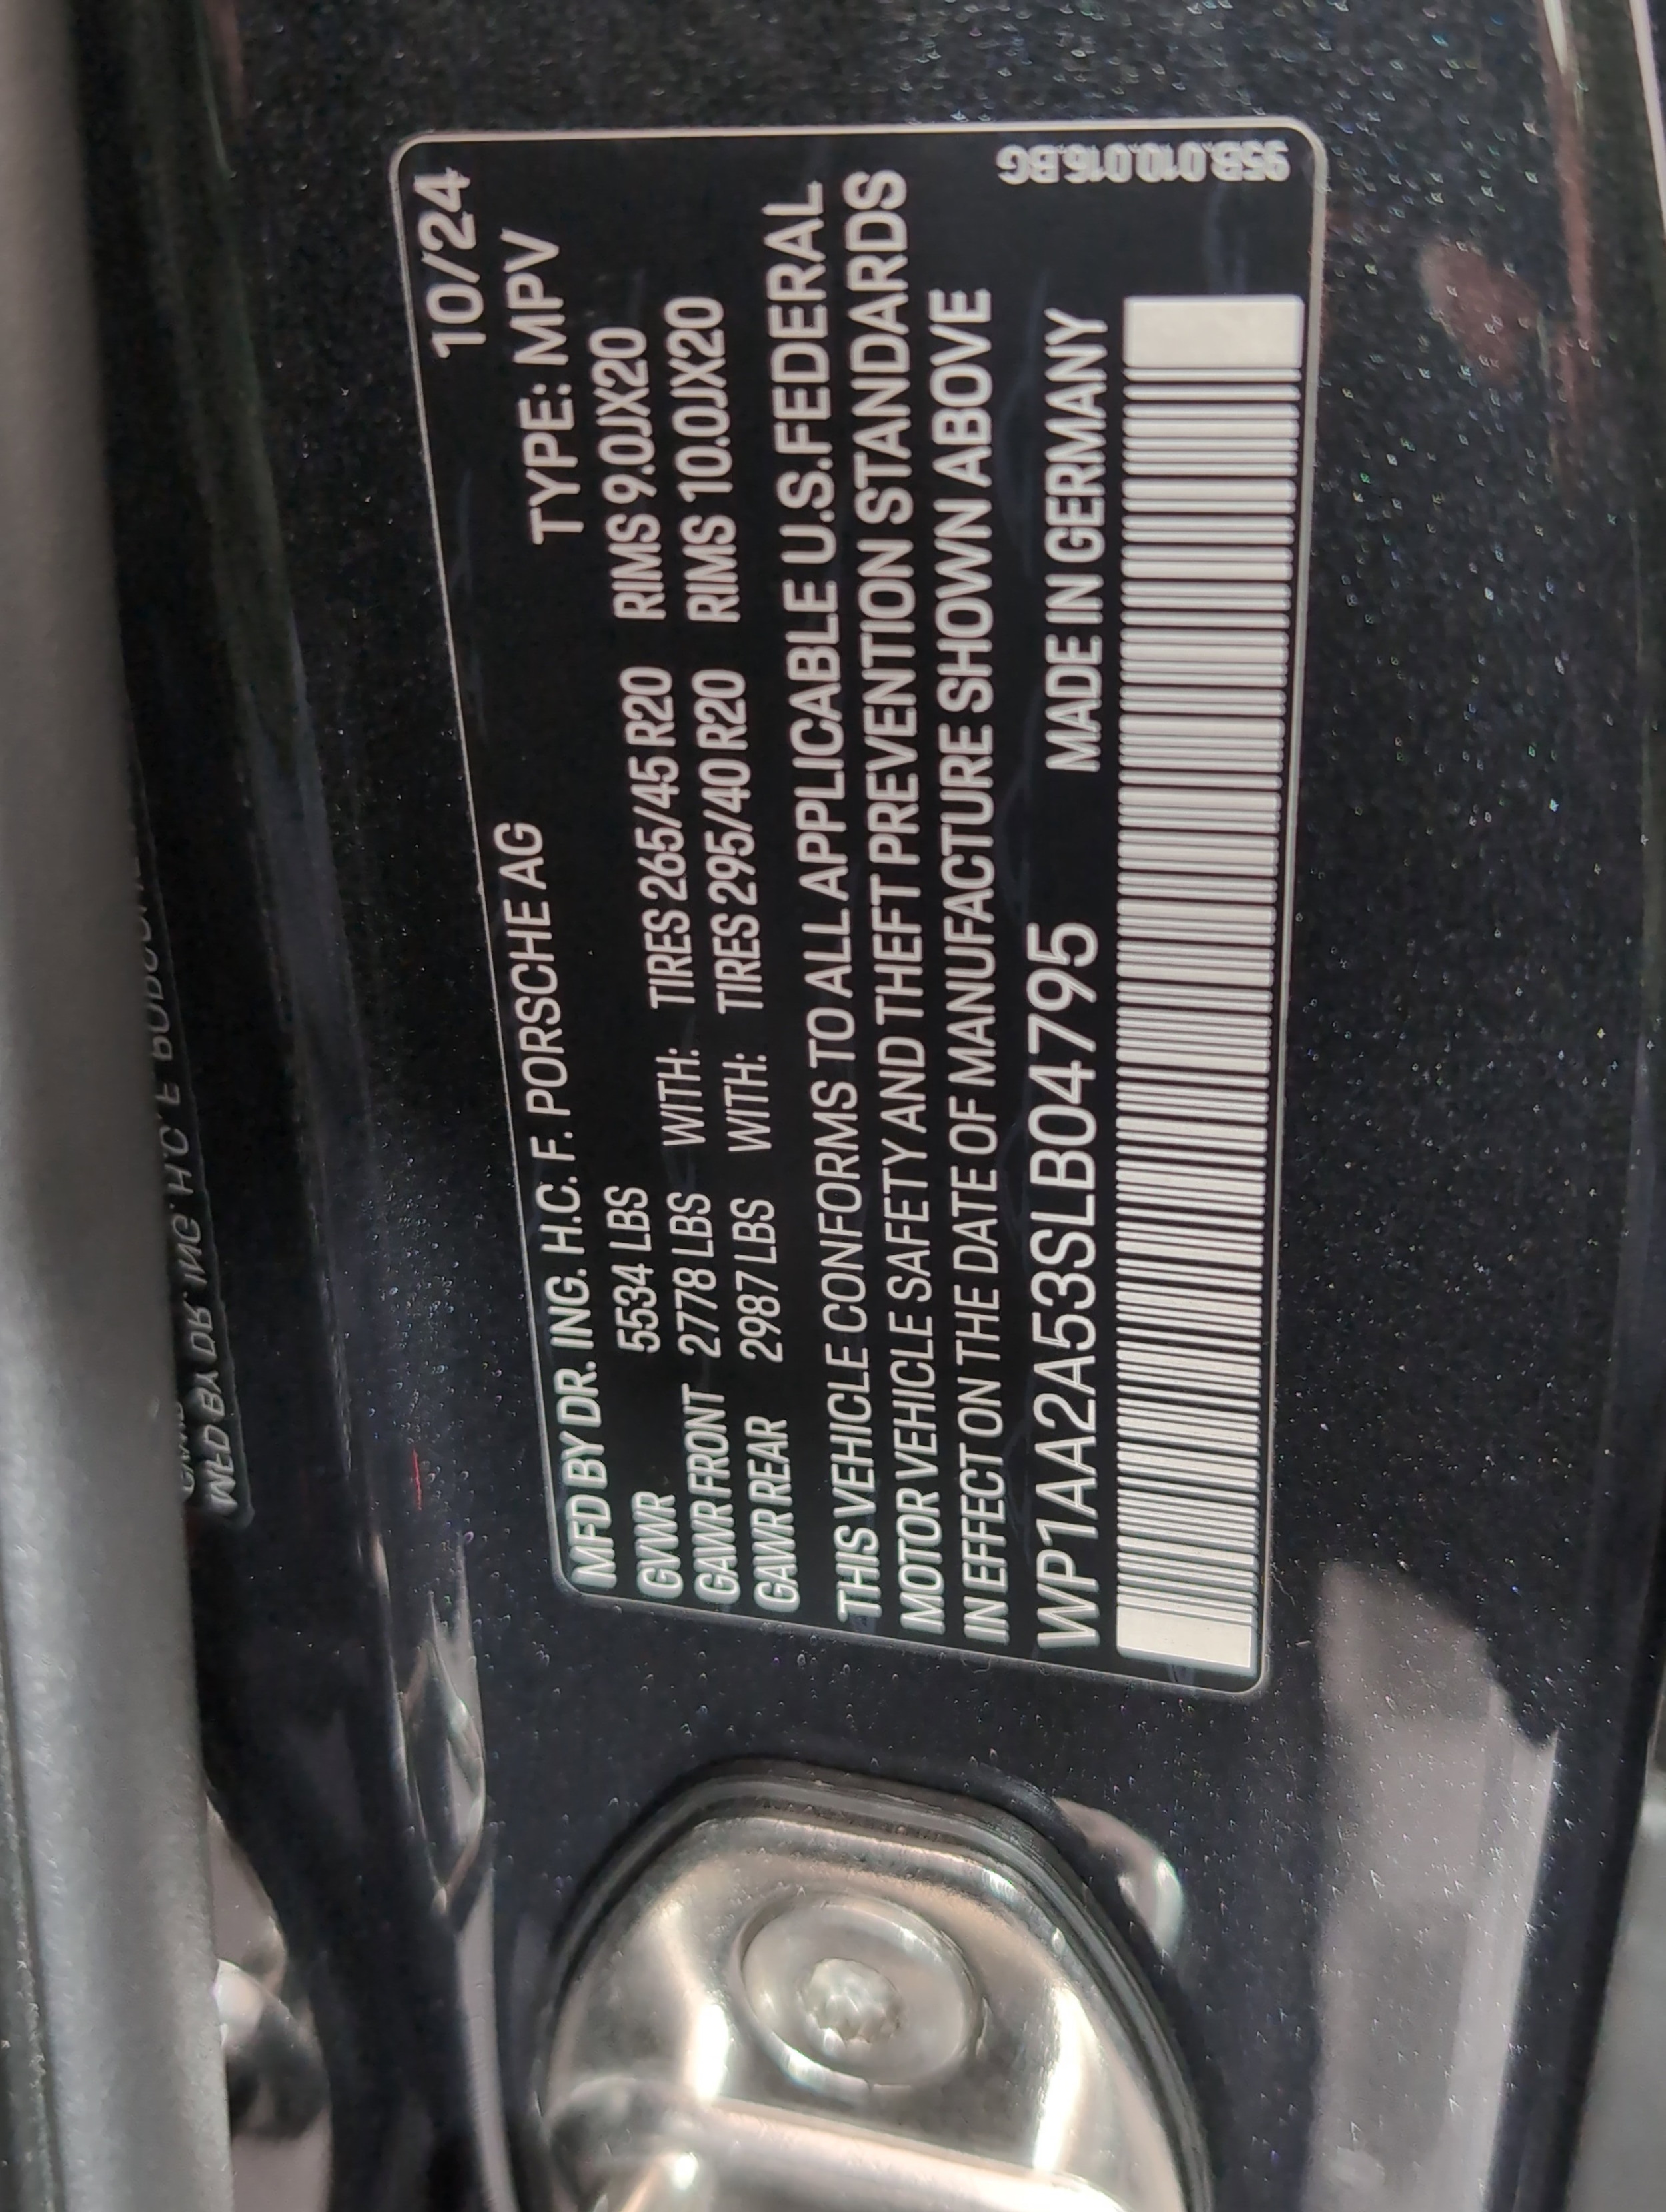 10/24
MFD BY DR. ING. H.C. F. PORSCHE AG TYPE: MPV
GVWR 5534 LBS
GAWR FRONT 2778 LBS WITH: TIRES 265/45 R20 RIMS 9.0JX20
GAWR REAR 2987 LBS WITH: TIRES 295/40 R20 RIMS 10.0JX20
THIS VEHICLE CONFORMS TO ALL APPLICABLE U.S.FEDERAL
MOTOR VEHICLE SAFETY AND THEFT PREVENTION STANDARDS
IN EFFECT ON THE DATE OF MANUFACTURE SHOWN ABOVE
WP1AA2A53SLB04795 MADE IN GERMANY
95B.010.016.BG